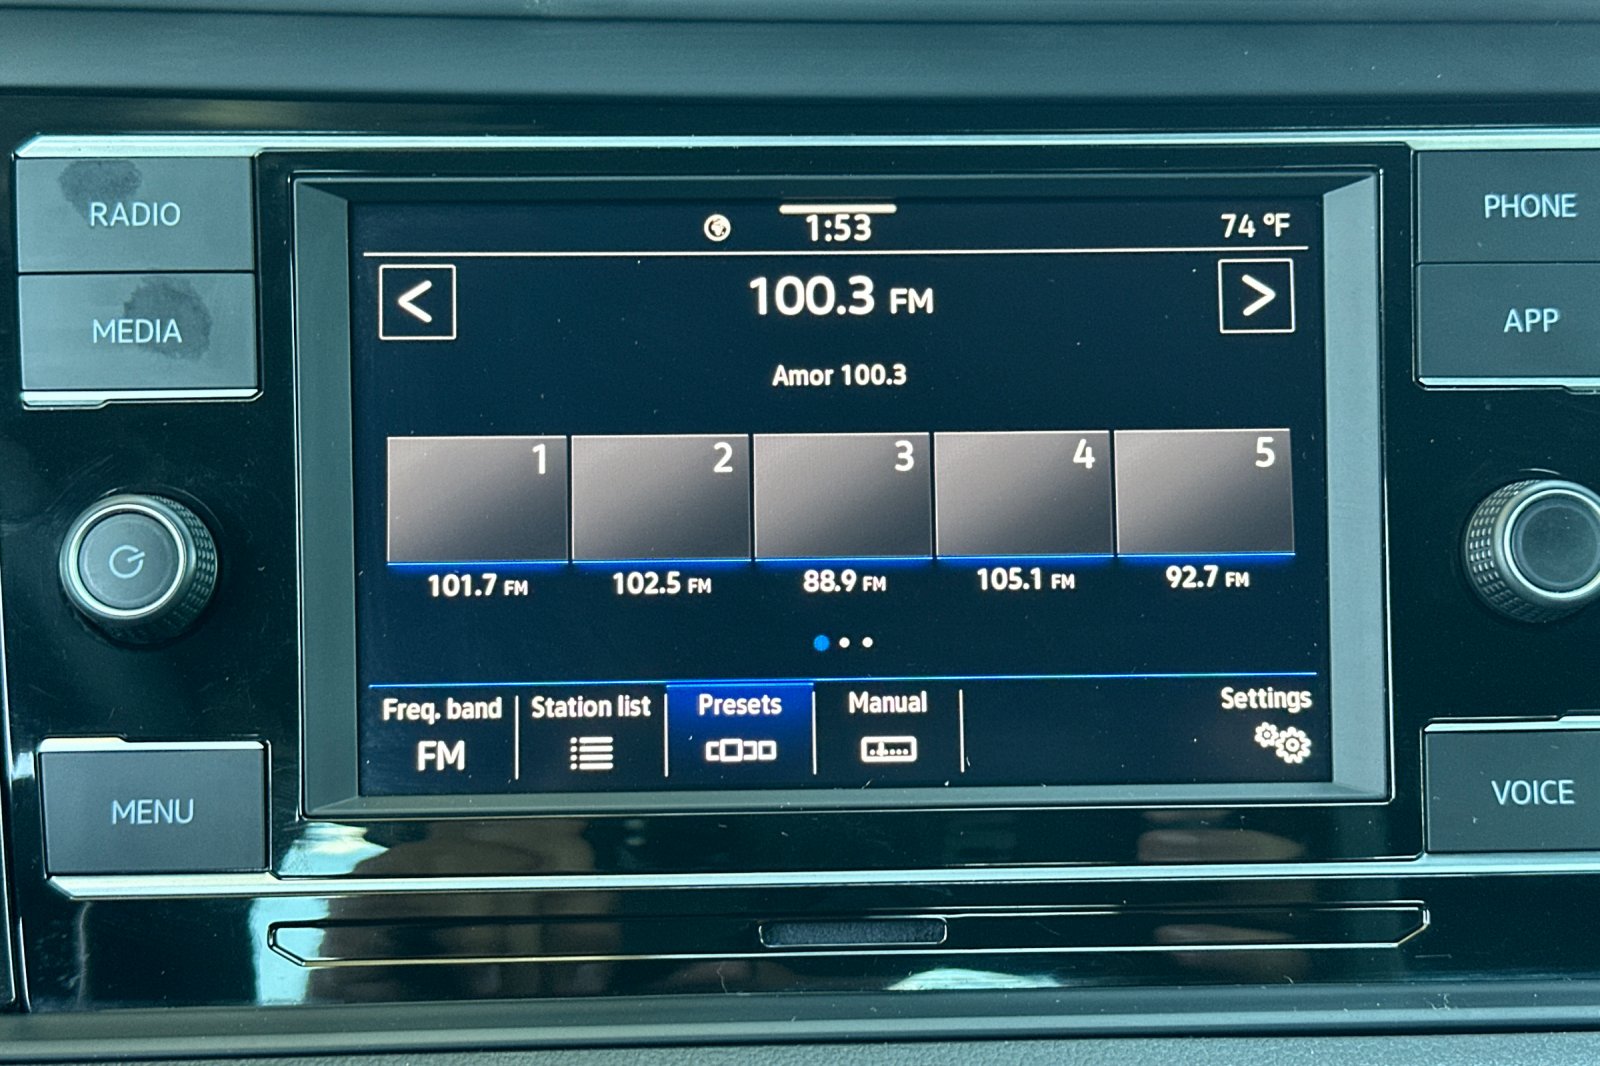 RADIO
MEDIA
MENU
1:53
74 °F
<
100.3 FM
>
Amor 100.3
1
2
3
4
5
101.7 FM
102.5 FM
88.9 FM
105.1 FM
92.7 FM
Freq. band
FM
Station list
Presets
Manual
Settings
PHONE
APP
VOICE